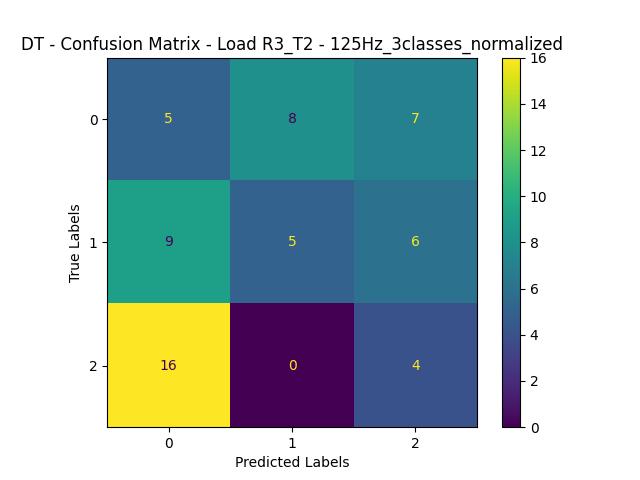 DT - Confusion Matrix - Load R3_T2 - 125Hz_3classes_normalized
16
14
12
10
8
6
4
2
0
True Labels
0
5 8 7
1
9 5 6
2
16 0 4
0 1 2
Predicted Labels